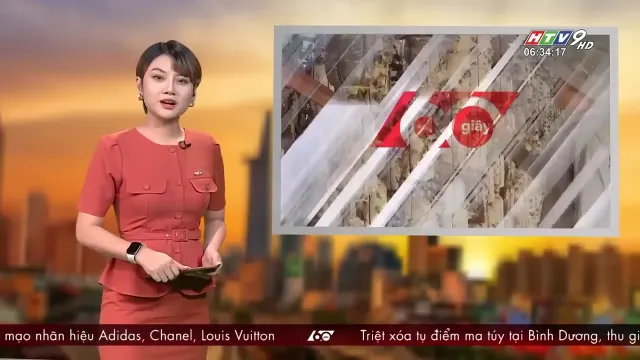 HTV9 HD
06:34:17
60 giây
mạo nhãn hiệu Adidas, Chanel, Louis Vuitton 60 Triệt xóa tụ điểm ma túy tại Bình Dương, thu gi